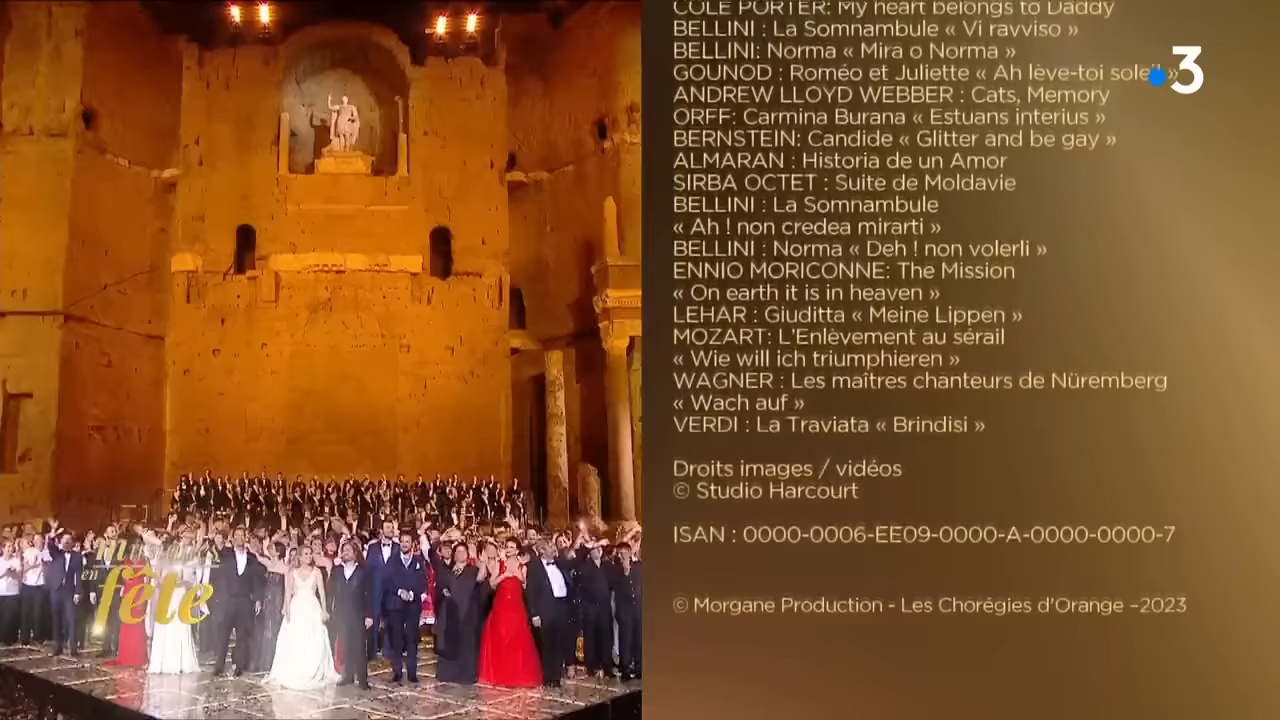 COLE PORTER: My heart belongs to Daddy
BELLINI : La Somnambule « Vi ravviso »
BELLINI: Norma « Mira o Norma »
GOUNOD : Roméo et Juliette « Ah lève-toi soleil »
3
ANDREW LLOYD WEBBER : Cats, Memory
ORFF: Carmina Burana « Estuans interius »
BERNSTEIN: Candide « Glitter and be gay »
ALMARAN : Historia de un Amor
SIRBA OCTET : Suite de Moldavie
BELLINI : La Somnambule
« Ah ! non credea mirarti »
BELLINI : Norma « Deh ! non volerli »
ENNIO MORICONNE: The Mission
« On earth it is in heaven »
LEHAR : Giuditta « Meine Lippen »
MOZART: L'Enlèvement au sérail
« Wie will ich triumphieren »
WAGNER : Les maîtres chanteurs de Nüremberg
« Wach auf »
VERDI : La Traviata « Brindisi »
Droits images / vidéos
© Studio Harcourt
ISAN : 0000-0006-EE09-0000-A-0000-0000-7
© Morgane Production - Les Chorégies d'Orange –2023
musiques
en
fête